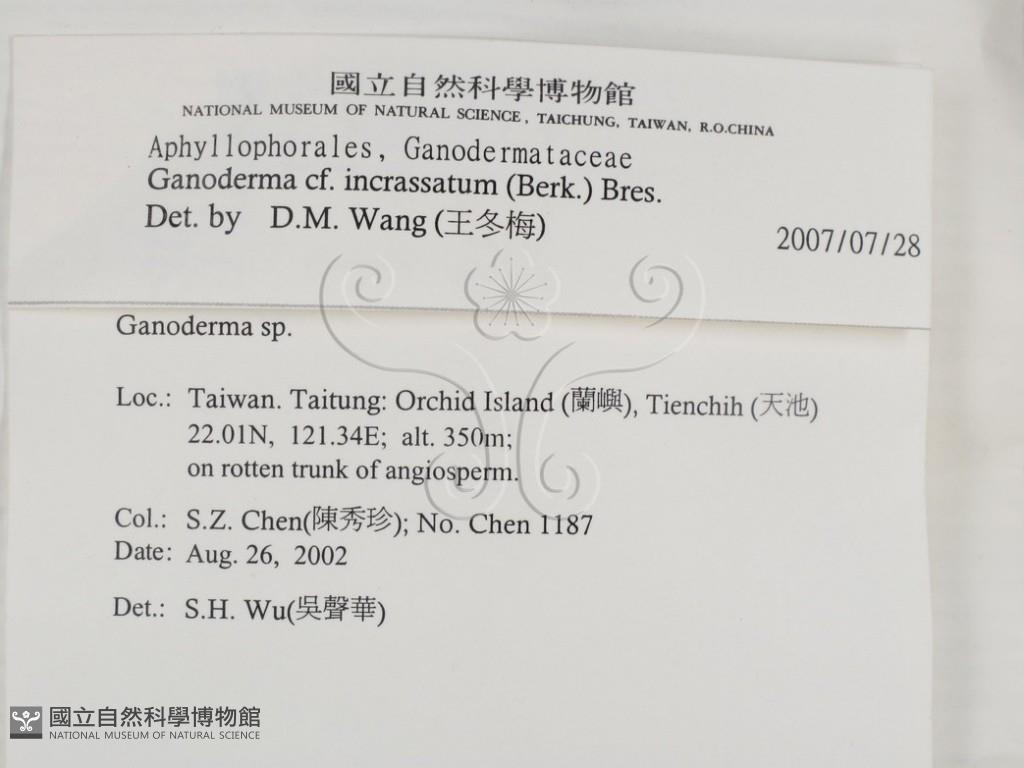 國立自然科學博物館
NATIONAL MUSEUM OF NATURAL SCIENCE, TAICHUNG, TAIWAN, R.O.CHINA
Aphyllophorales, Ganodermataceae
Ganoderma cf. incrassatum (Berk.) Bres.
Det. by D.M. Wang (王冬梅)
2007/07/28
Ganoderma sp.
Loc.: Taiwan. Taitung: Orchid Island (蘭嶼), Tienchih (天池)
22.01N, 121.34E; alt. 350m;
on rotten trunk of angiosperm.
Col.: S.Z. Chen(陳秀珍); No. Chen 1187
Date: Aug. 26, 2002
Det.: S.H. Wu(吳聲華)
國立自然科學博物館
NATIONAL MUSEUM OF NATURAL SCIENCE